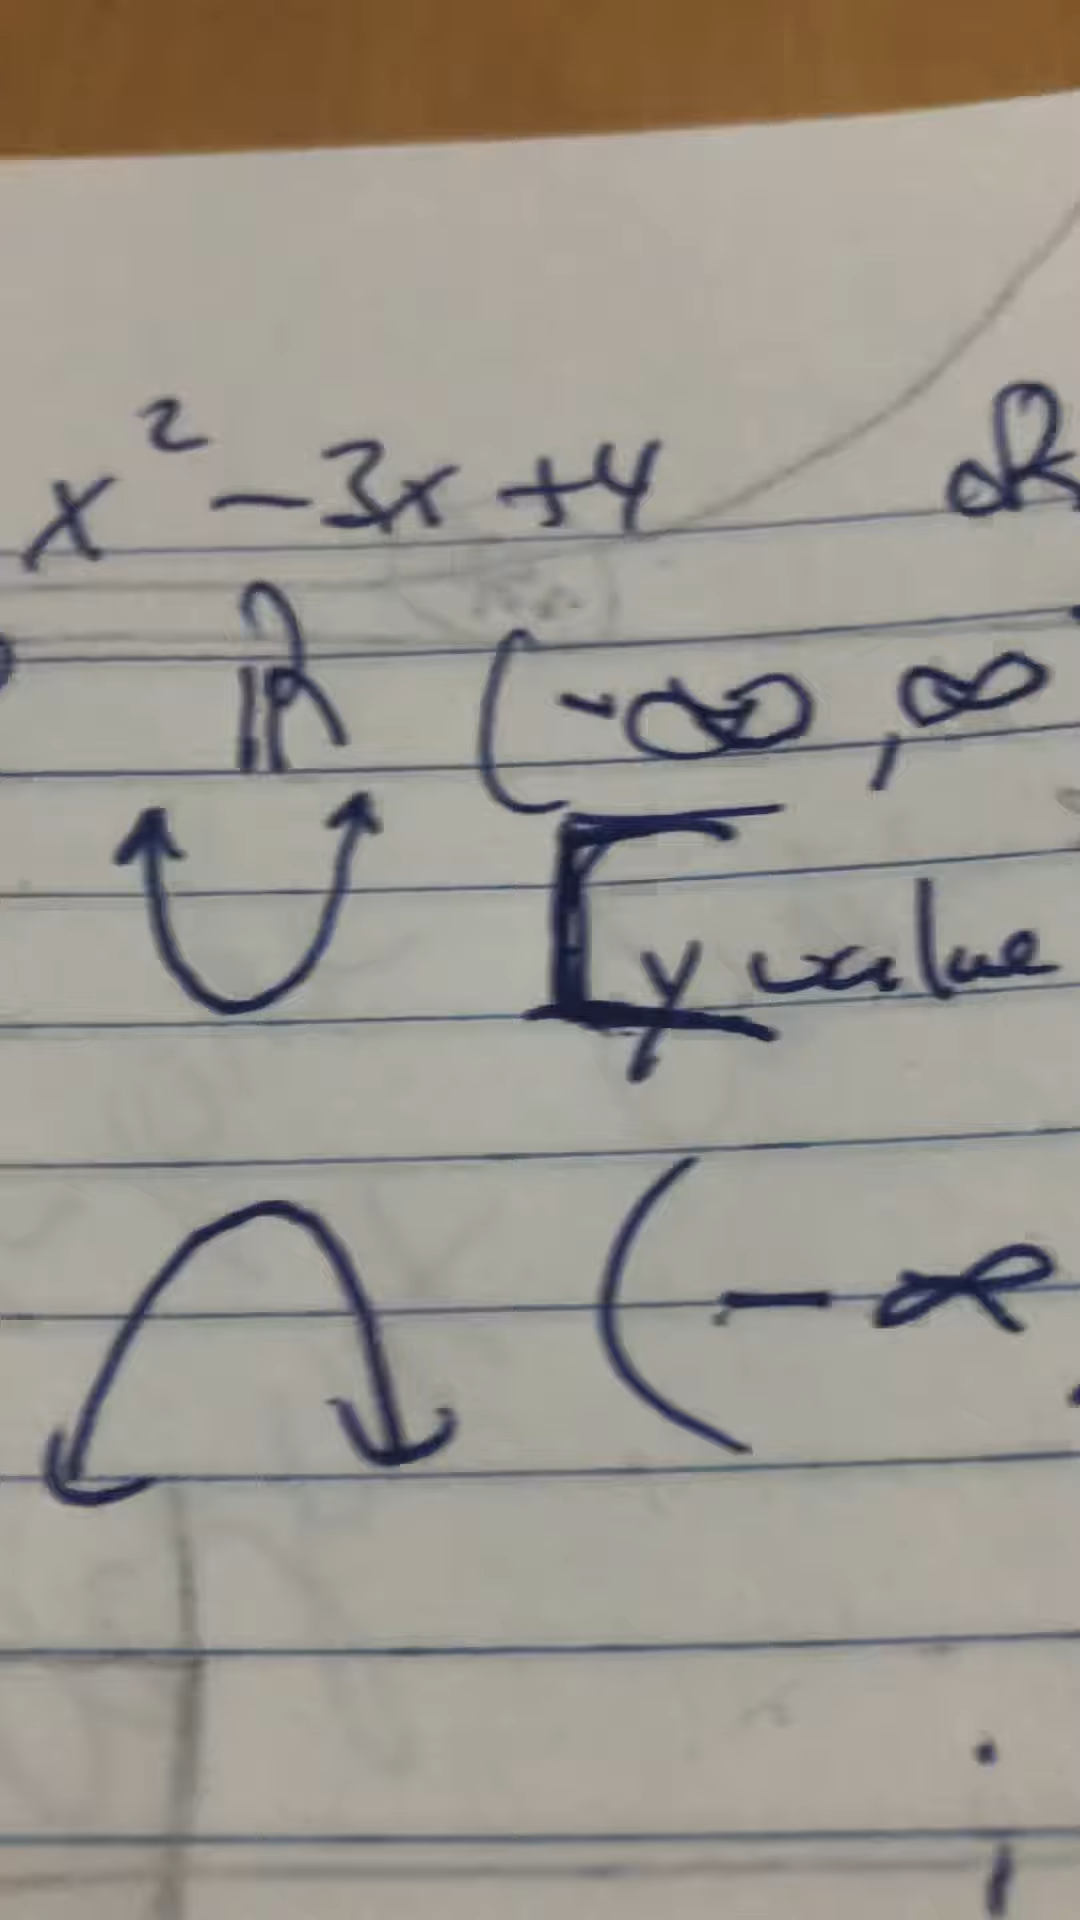 x² - 3x + 4
ℝ (-∞, ∞
[y value
(-∞